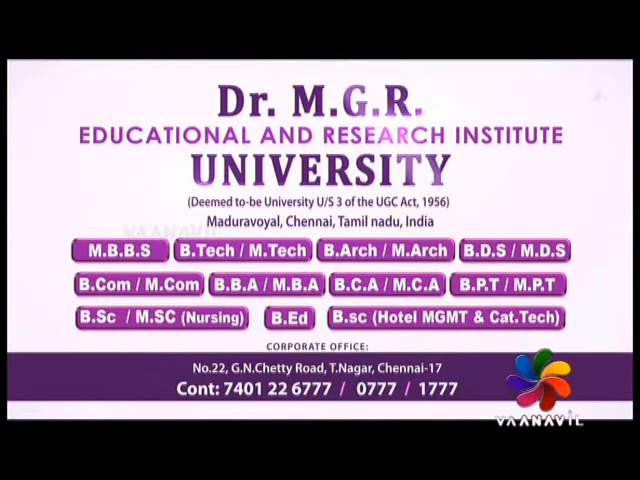 Dr. M.G.R.
EDUCATIONAL AND RESEARCH INSTITUTE
UNIVERSITY
(Deemed to-be University U/S 3 of the UGC Act, 1956)
Maduravoyal, Chennai, Tamil nadu, India
VAANAVIL
M.B.B.S B.Tech / M.Tech B.Arch / M.Arch B.D.S / M.D.S
B.Com / M.Com B.B.A / M.B.A B.C.A / M.C.A B.P.T / M.P.T
B.Sc / M.SC (Nursing) B.Ed B.sc (Hotel MGMT & Cat.Tech)
CORPORATE OFFICE:
No.22, G.N.Chetty Road, T.Nagar, Chennai-17
Cont: 7401 22 6777 / 0777 / 1777
VAANAVIL